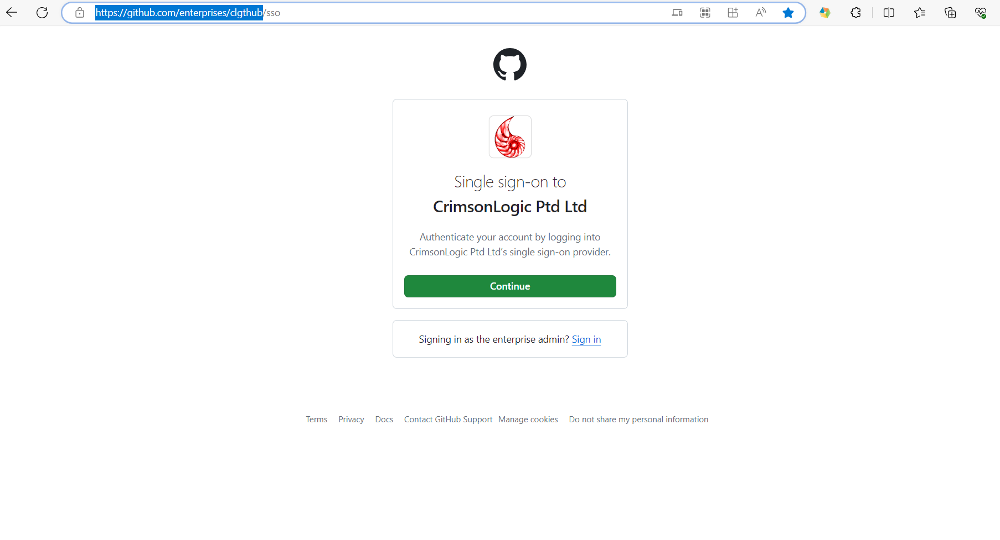 https://github.com/enterprises/clgthub/sso
Single sign-on to
CrimsonLogic Ptd Ltd
Authenticate your account by logging into
CrimsonLogic Ptd Ltd's single sign-on provider.
Continue
Signing in as the enterprise admin? Sign in
Terms Privacy Docs Contact GitHub Support Manage cookies Do not share my personal information